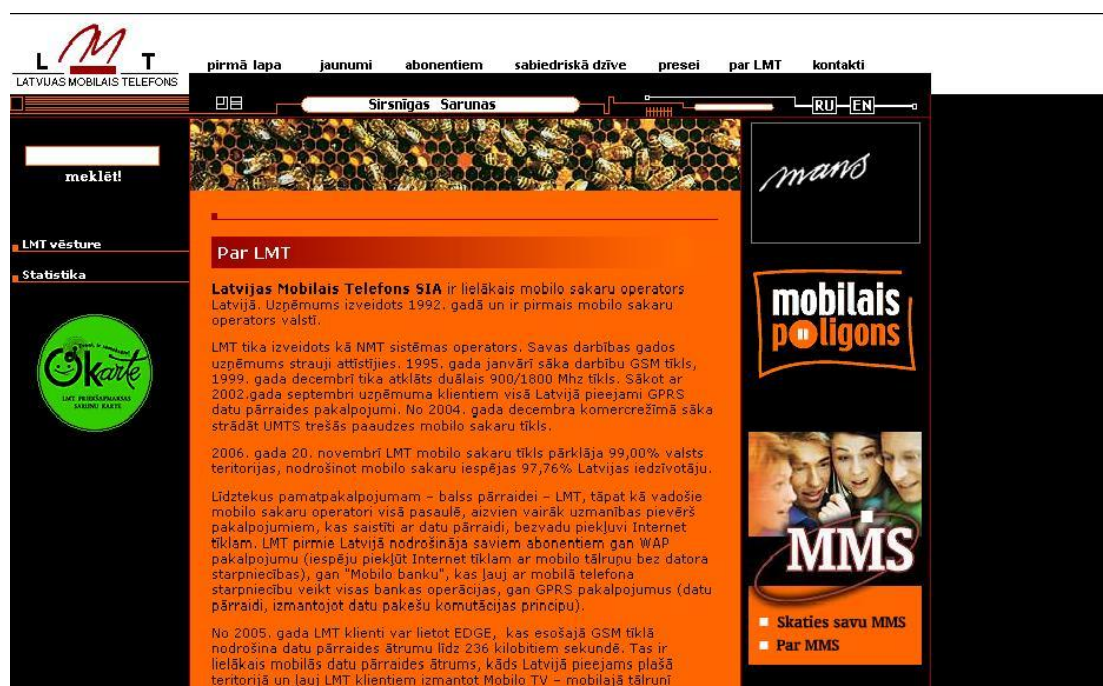 L M T
LATVIJAS MOBILAIS TELEFONS
pirmā lapa jaunumi abonentiem sabiedriskā dzīve presei par LMT kontakti
Sirsnīgas Sarunas
RU EN
meklēt!
LMT vēsture
Statistika
Okarte
LMT PRIEKŠAPMAKSAS
SARUNU KARTE
Par LMT
Latvijas Mobilais Telefons SIA ir lielākais mobilo sakaru operators
Latvijā. Uzņēmums izveidots 1992. gadā un ir pirmais mobilo sakaru
operators valstī.
LMT tika izveidots kā NMT sistēmas operators. Savas darbības gados
uzņēmums strauji attīstījies. 1995. gada janvārī sāka darbību GSM tīkls,
1999. gada decembrī tika atklāts duālais 900/1800 Mhz tīkls. Sākot ar
2002.gada septembri uzņēmuma klientiem visā Latvijā pieejami GPRS
datu pārraides pakalpojumi. No 2004. gada decembra komercrežīmā sāka
strādāt UMTS trešās paaudzes mobilo sakaru tīkls.
2006. gada 20. novembrī LMT mobilo sakaru tīkls pārklāja 99,00% valsts
teritorijas, nodrošinot mobilo sakaru iespējas 97,76% Latvijas iedzīvotāju.
Līdztekus pamatpakalpojumam – balss pārraidei – LMT, tāpat kā vadošie
mobilo sakaru operatori visā pasaulē, aizvien vairāk uzmanības pievērš
pakalpojumiem, kas saistīti ar datu pārraidi, bezvadu piekļuvi Internet
tīklam. LMT pirmie Latvijā nodrošināja saviem abonentiem gan WAP
pakalpojumu (iespēju piekļūt Internet tīklam ar mobilo tālruņu bez datora
starpniecības), gan "Mobilo banku", kas ļauj ar mobilā telefona
starpniecību veikt visas bankas operācijas, gan GPRS pakalpojumus (datu
pārraidi, izmantojot datu pakešu komutācijas principu).
No 2005. gada LMT klienti var lietot EDGE, kas esošajā GSM tīklā
nodrošina datu pārraides ātrumu līdz 236 kilobitiem sekundē. Tas ir
lielākais mobilās datu pārraides ātrums, kāds Latvijā pieejams plašā
teritorijā un ļauj LMT klientiem izmantot Mobilo TV – mobilajā tālrunī
mans
mobilais
poligons
MMS
Skaties savu MMS
Par MMS